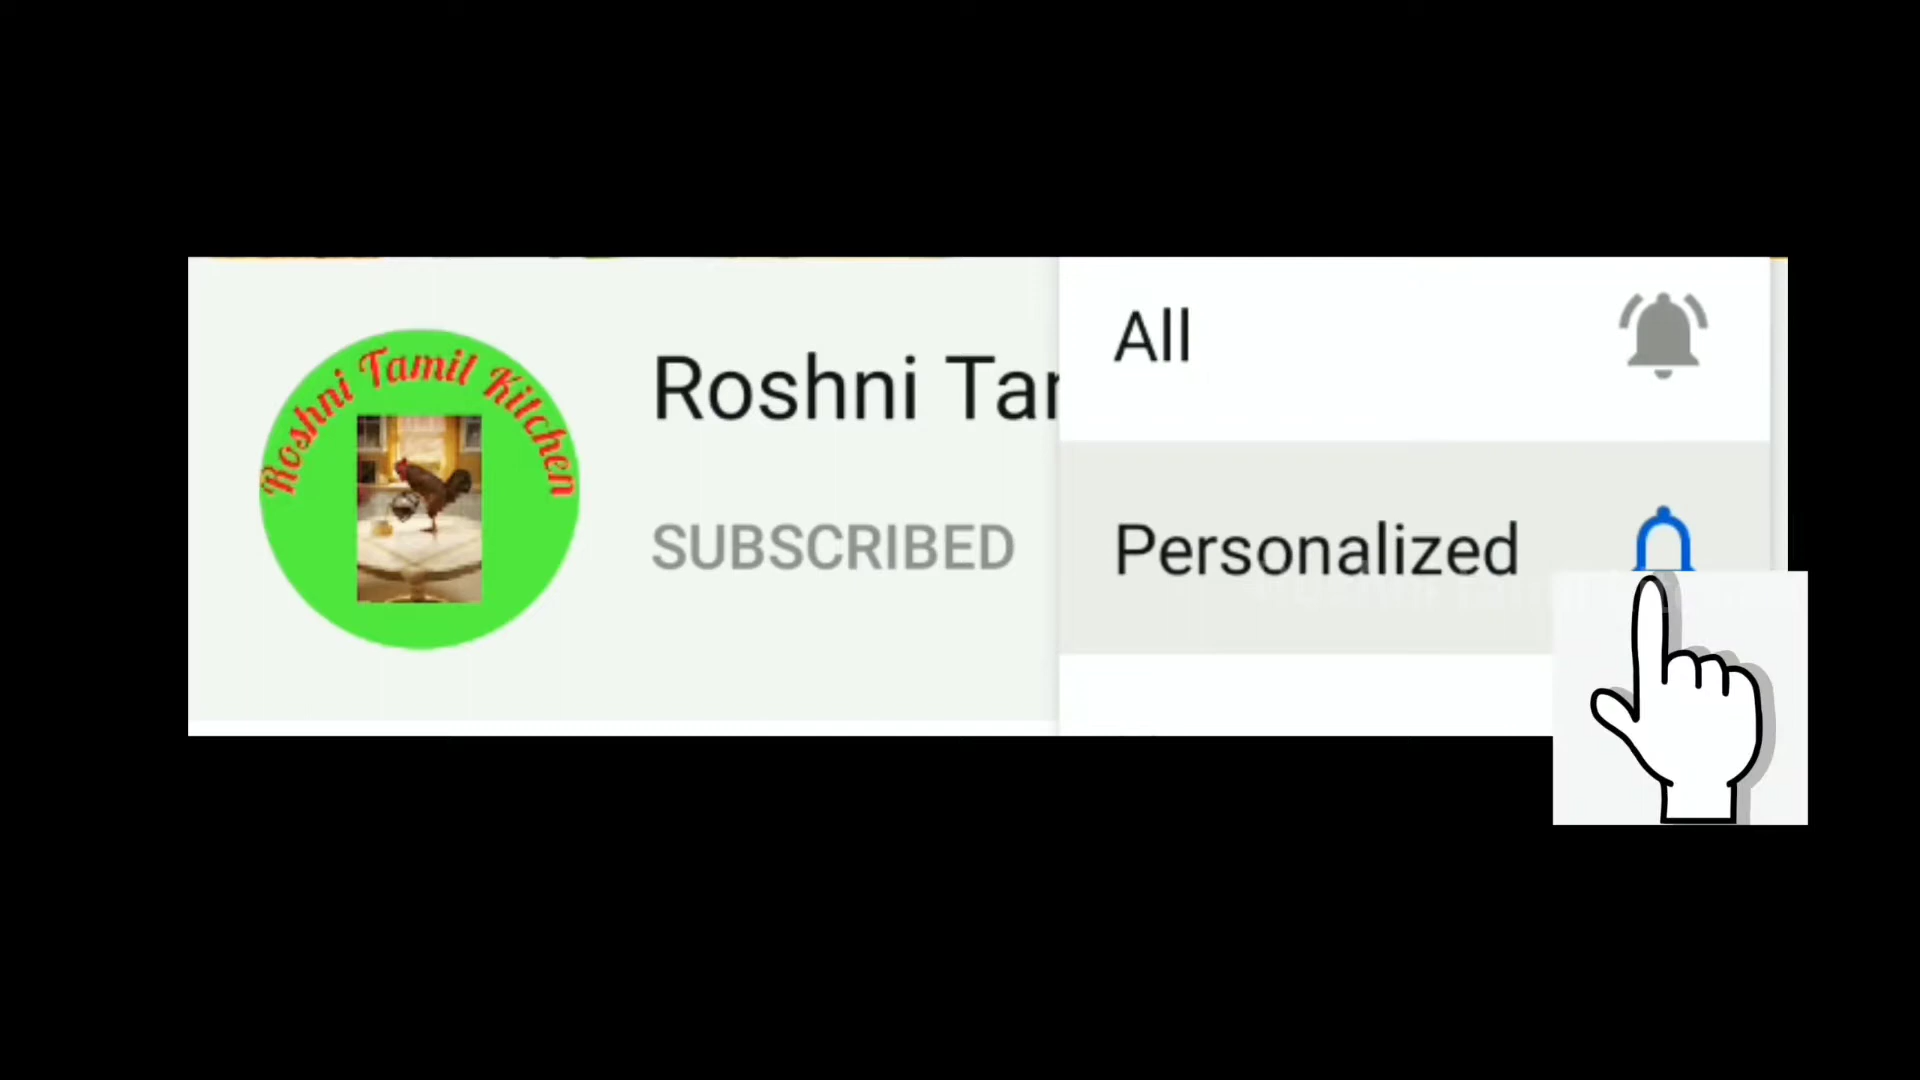 Roshni Tamil Kitchen
Roshni Tar
SUBSCRIBED
All
Personalized